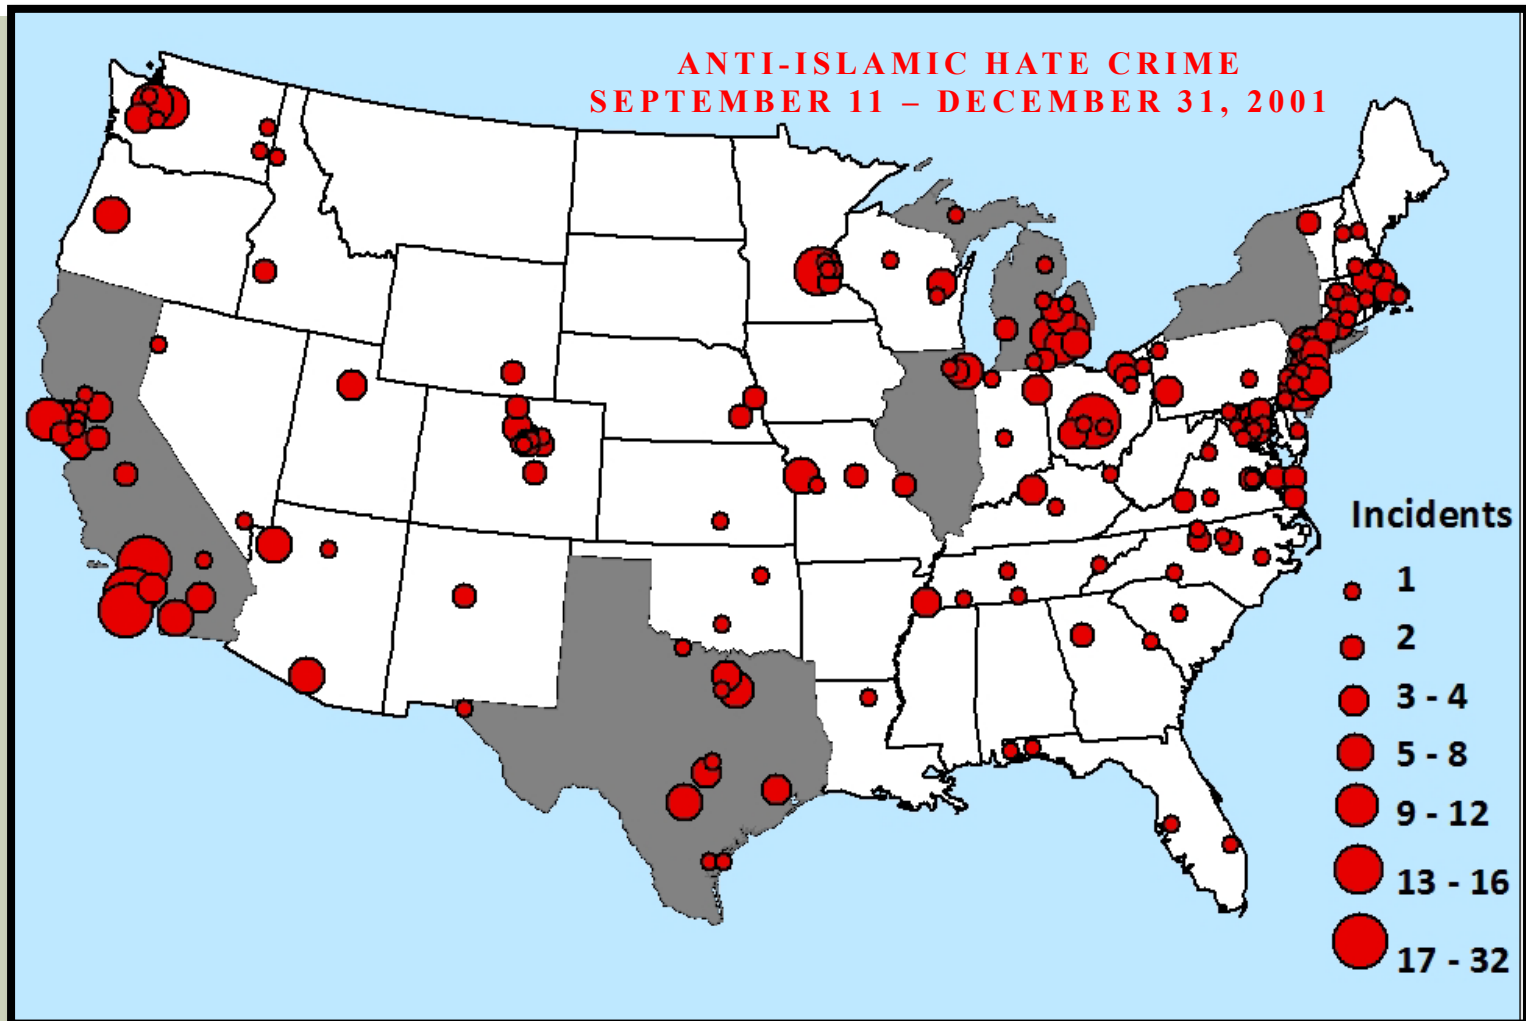 ANTI-ISLAMIC HATE CRIME
SEPTEMBER 11 – DECEMBER 31, 2001
Incidents
1
2
3 - 4
5 - 8
9 - 12
13 - 16
17 - 32